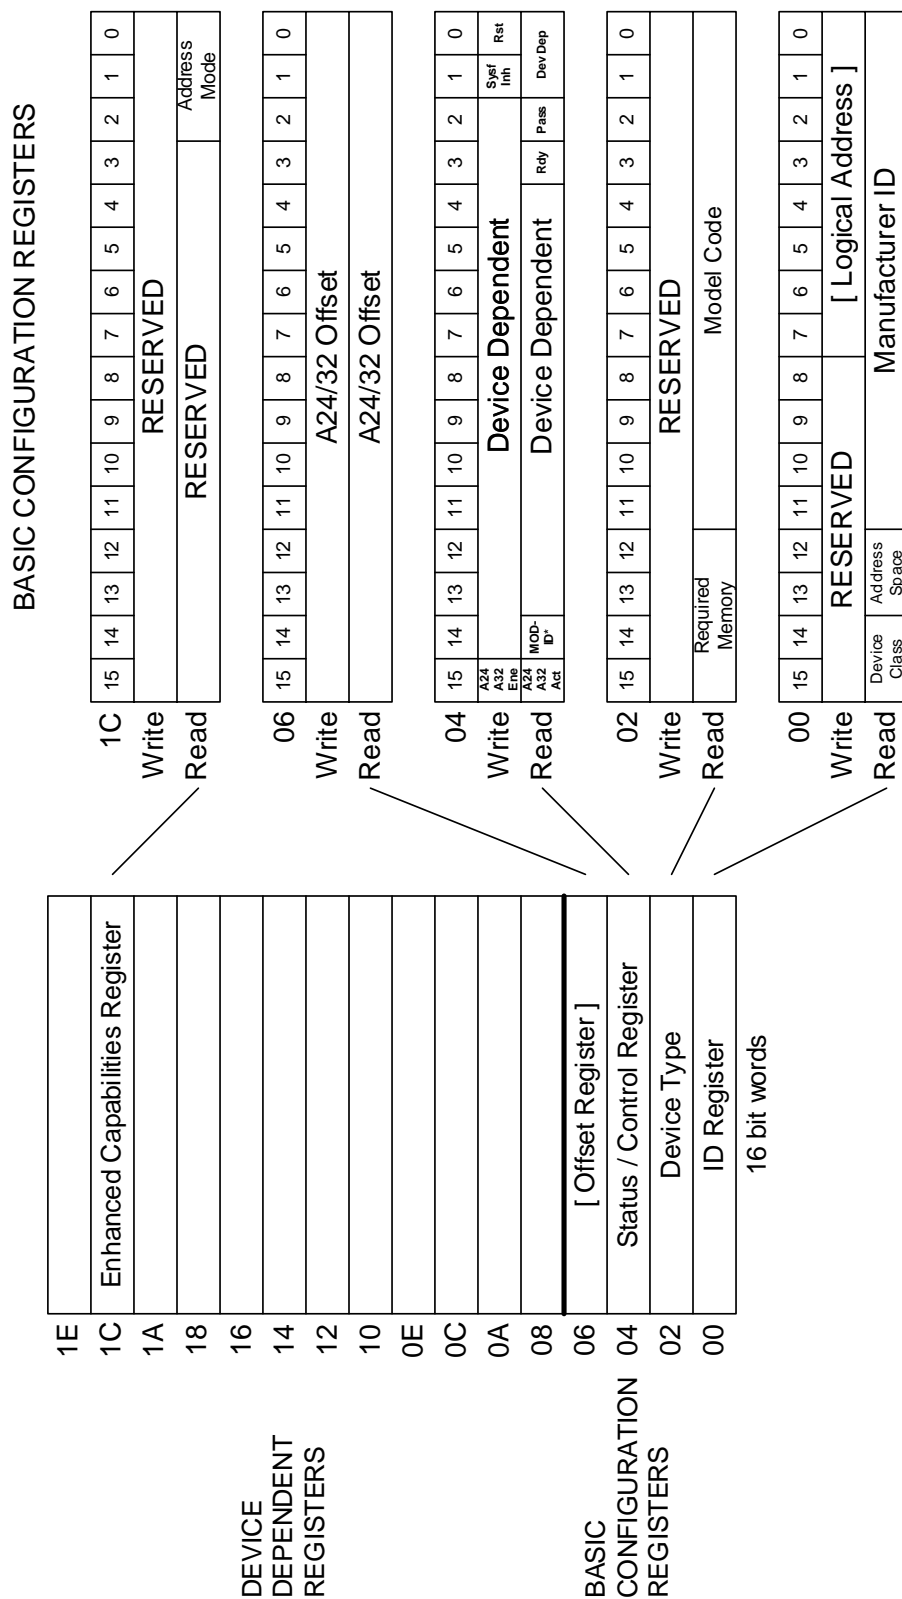 BASIC CONFIGURATION REGISTERS
1E
1C Enhanced Capabilities Register
1A
18
16
14
12
10
0E
0C
0A
08
06 [ Offset Register ]
04 Status / Control Register
02 Device Type
00 ID Register
16 bit words
DEVICE
DEPENDENT
REGISTERS
BASIC
CONFIGURATION
REGISTERS
1C 15 14 13 12 11 10 9 8 7 6 5 4 3 2 1 0
Write RESERVED
Read RESERVED Address
Mode
06 15 14 13 12 11 10 9 8 7 6 5 4 3 2 1 0
Write A24/32 Offset
Read A24/32 Offset
04 15 14 13 12 11 10 9 8 7 6 5 4 3 2 1 0
Write A24
A32
Ene
Device Dependent
Sysf
Inh
Rst
Read A24
A32
Act
MOD-
ID*
Device Dependent
Rdy Pass Dev Dep
02 15 14 13 12 11 10 9 8 7 6 5 4 3 2 1 0
Write RESERVED
Read Required
Memory
Model Code
00 15 14 13 12 11 10 9 8 7 6 5 4 3 2 1 0
Write RESERVED [ Logical Address ]
Read Device
Class
Address
Space
Manufacturer ID